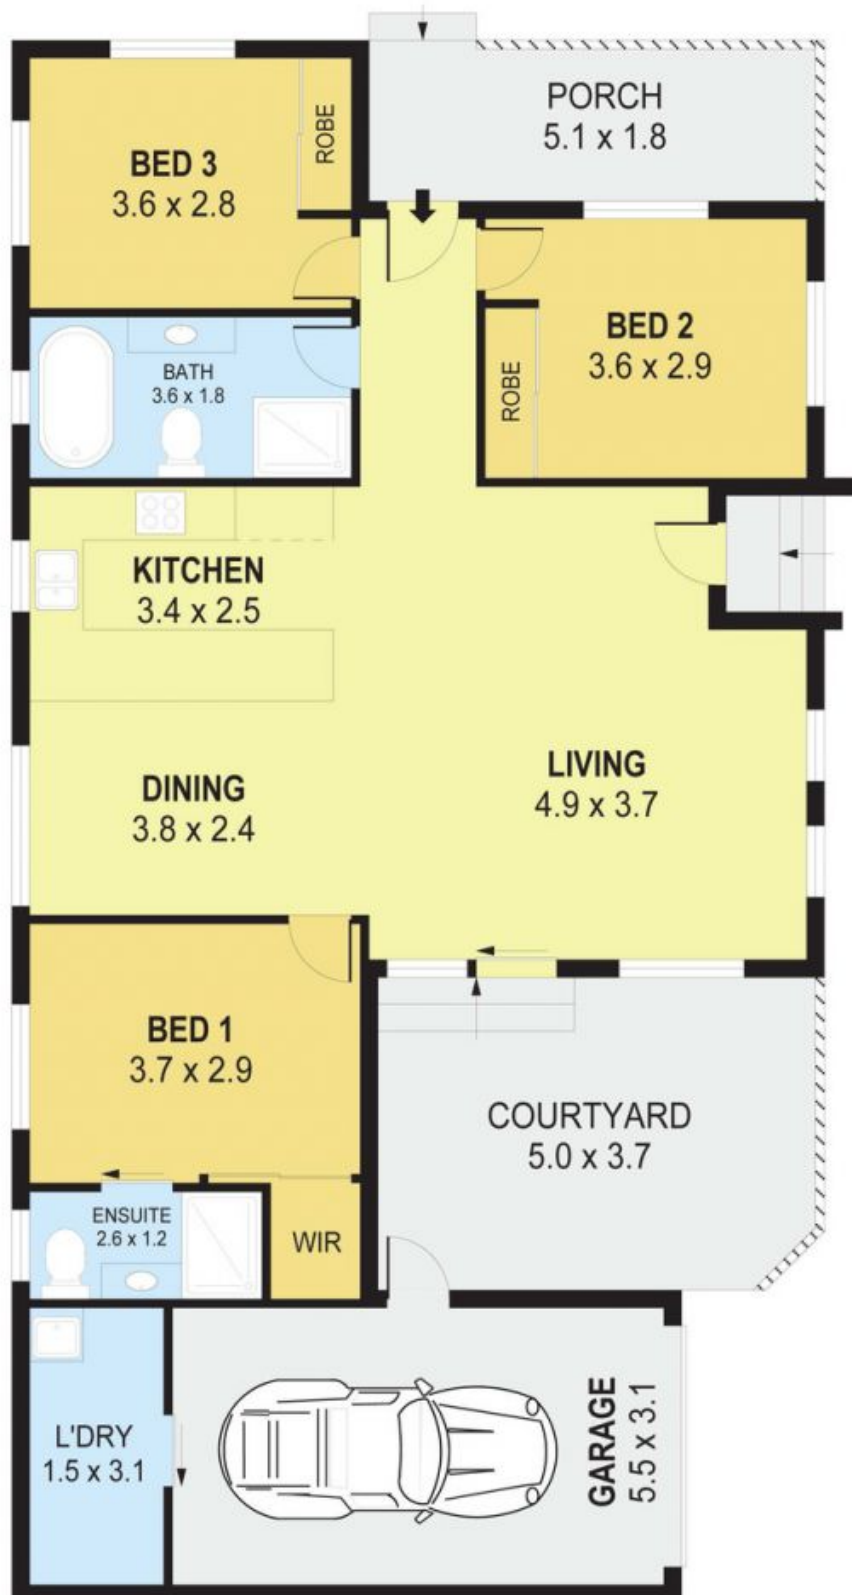 PORCH
5.1 x 1.8
BED 3
3.6 x 2.8
ROBE
BED 2
3.6 x 2.9
ROBE
BATH
3.6 x 1.8
KITCHEN
3.4 x 2.5
DINING
3.8 x 2.4
LIVING
4.9 x 3.7
BED 1
3.7 x 2.9
COURTYARD
5.0 x 3.7
ENSUITE
2.6 x 1.2
WIR
L'DRY
1.5 x 3.1
GARAGE
5.5 x 3.1